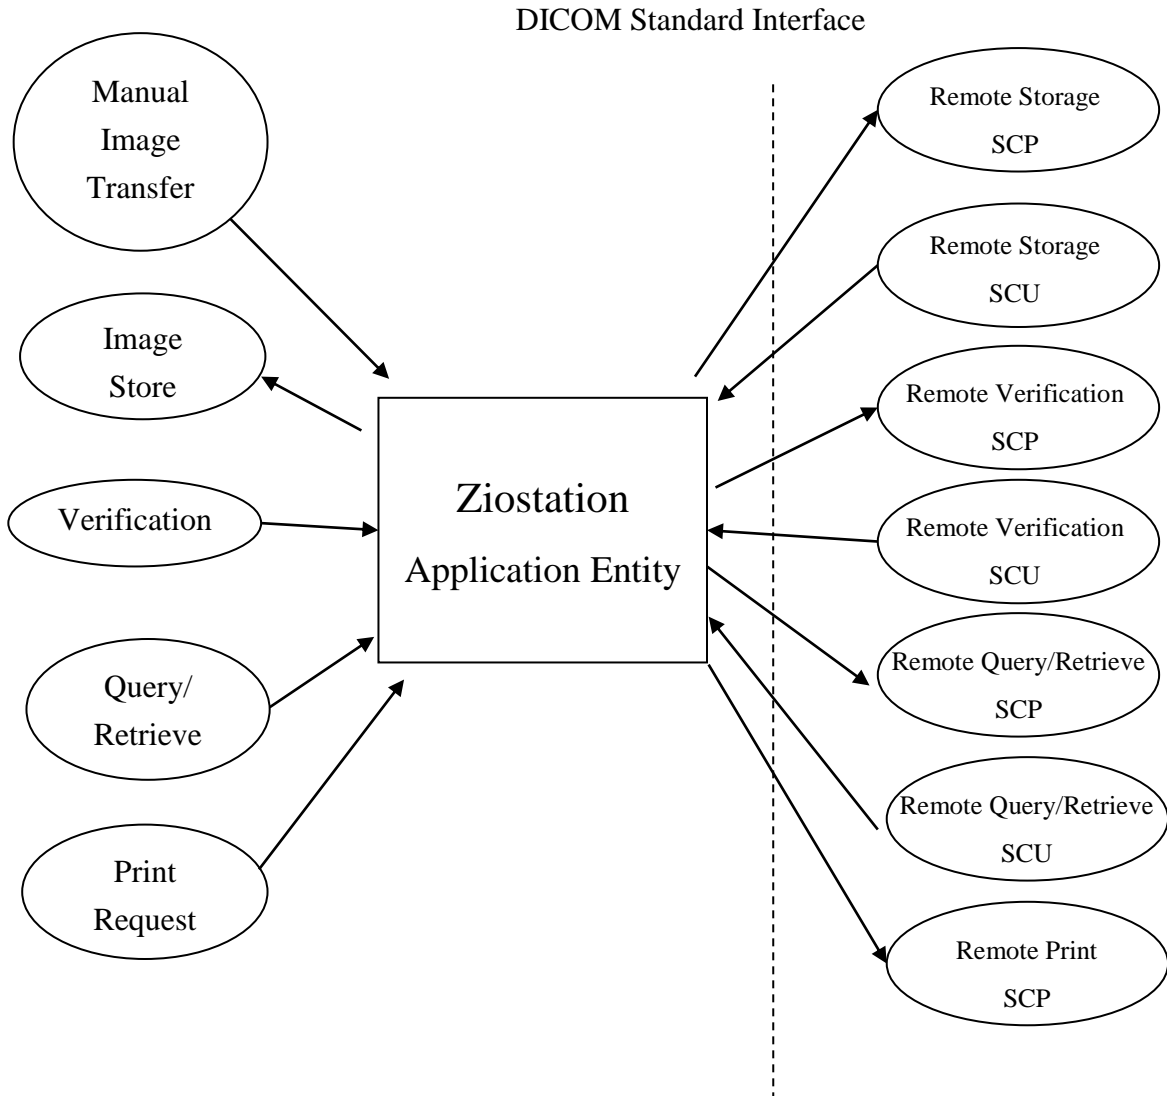 DICOM Standard Interface
Manual
Image
Transfer
Image
Store
Verification
Query/
Retrieve
Print
Request
Ziostation
Application Entity
Remote Storage
SCP
Remote Storage
SCU
Remote Verification
SCP
Remote Verification
SCU
Remote Query/Retrieve
SCP
Remote Query/Retrieve
SCU
Remote Print
SCP